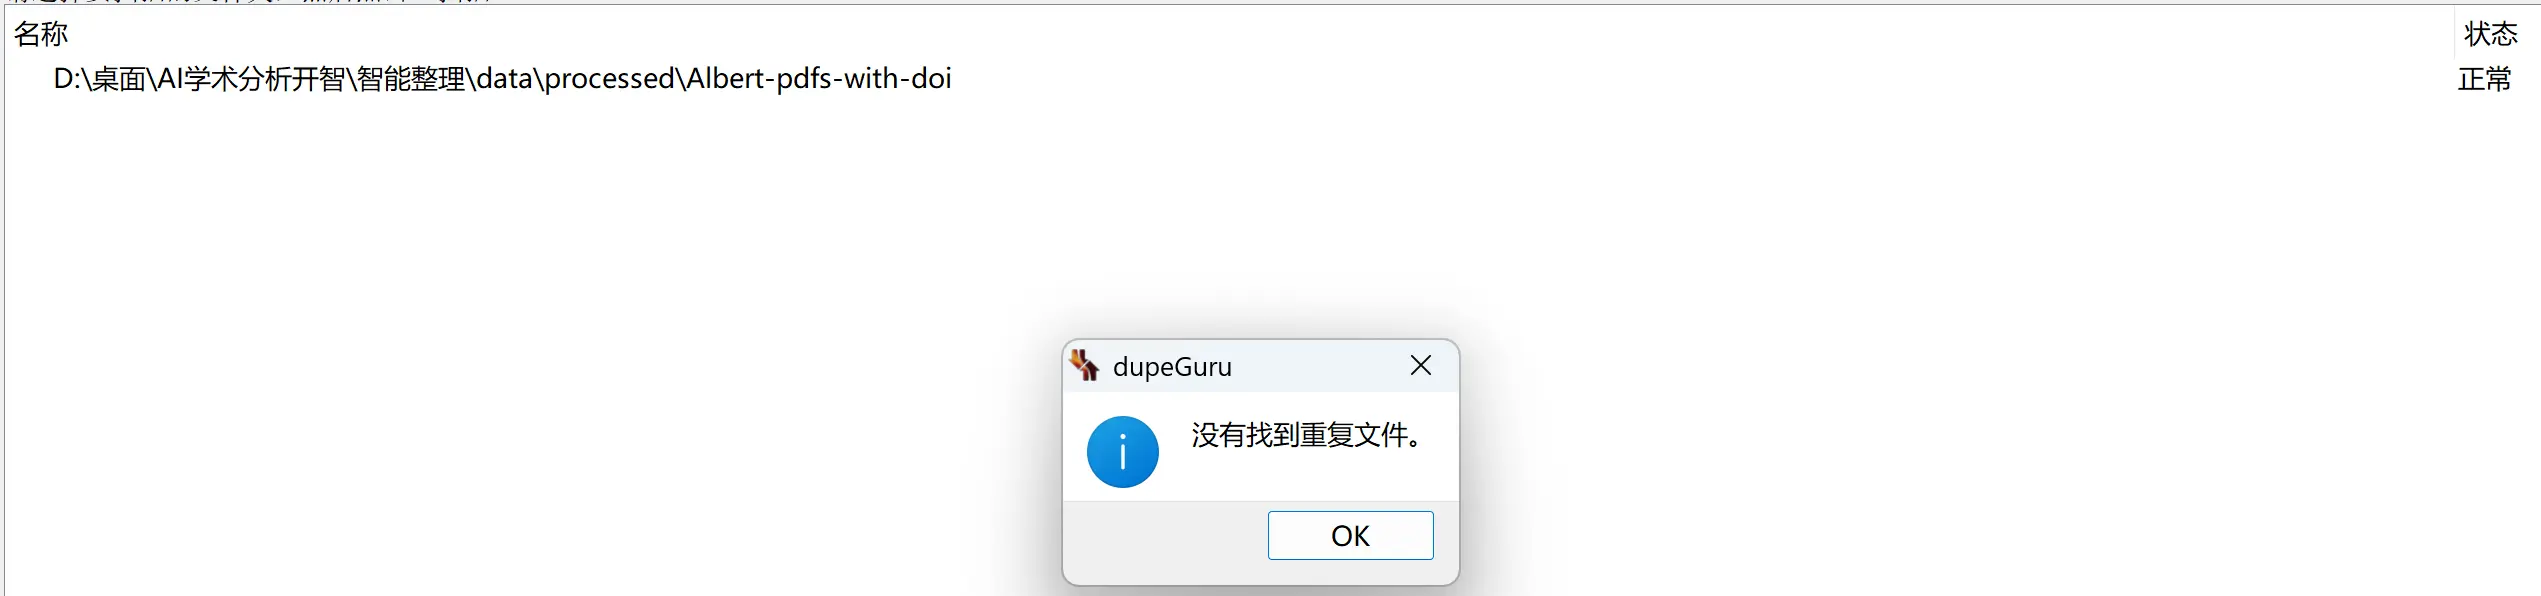 名称
状态
D:\桌面\AI学术分析开智\智能整理\data\processed\Albert-pdfs-with-doi
正常
dupeGuru
没有找到重复文件。
OK